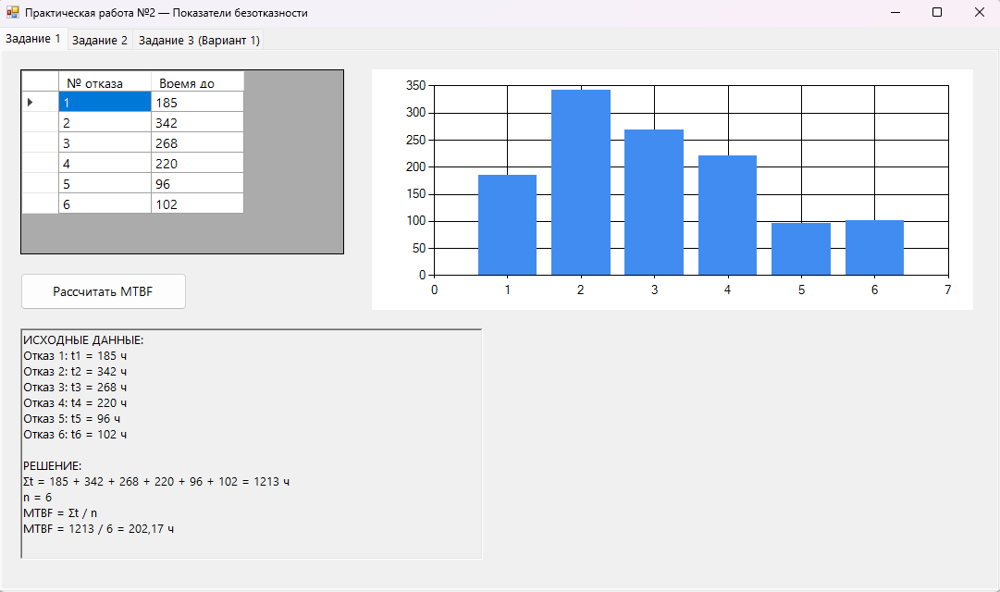 Практическая работа №2 — Показатели безотказности
Задание 1 Задание 2 Задание 3 (Вариант 1)
№ отказа Время до
1 185
2 342
3 268
4 220
5 96
6 102
350
300
250
200
150
100
50
0
0 1 2 3 4 5 6 7
Рассчитать MTBF
ИСХОДНЫЕ ДАННЫЕ:
Отказ 1: t1 = 185 ч
Отказ 2: t2 = 342 ч
Отказ 3: t3 = 268 ч
Отказ 4: t4 = 220 ч
Отказ 5: t5 = 96 ч
Отказ 6: t6 = 102 ч
РЕШЕНИЕ:
Σt = 185 + 342 + 268 + 220 + 96 + 102 = 1213 ч
n = 6
MTBF = Σt / n
MTBF = 1213 / 6 = 202,17 ч